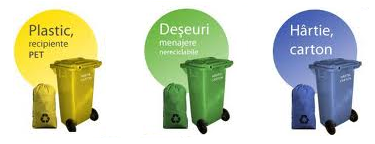 Plastic,
recipiente
PET
Deșeuri
menajere
nereciclabile
Hârtie,
carton